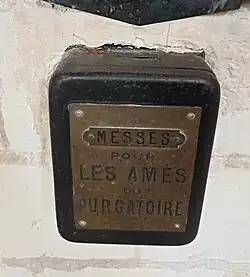 MESSES
POUR
LES AMES
DU
PURGATOIRE